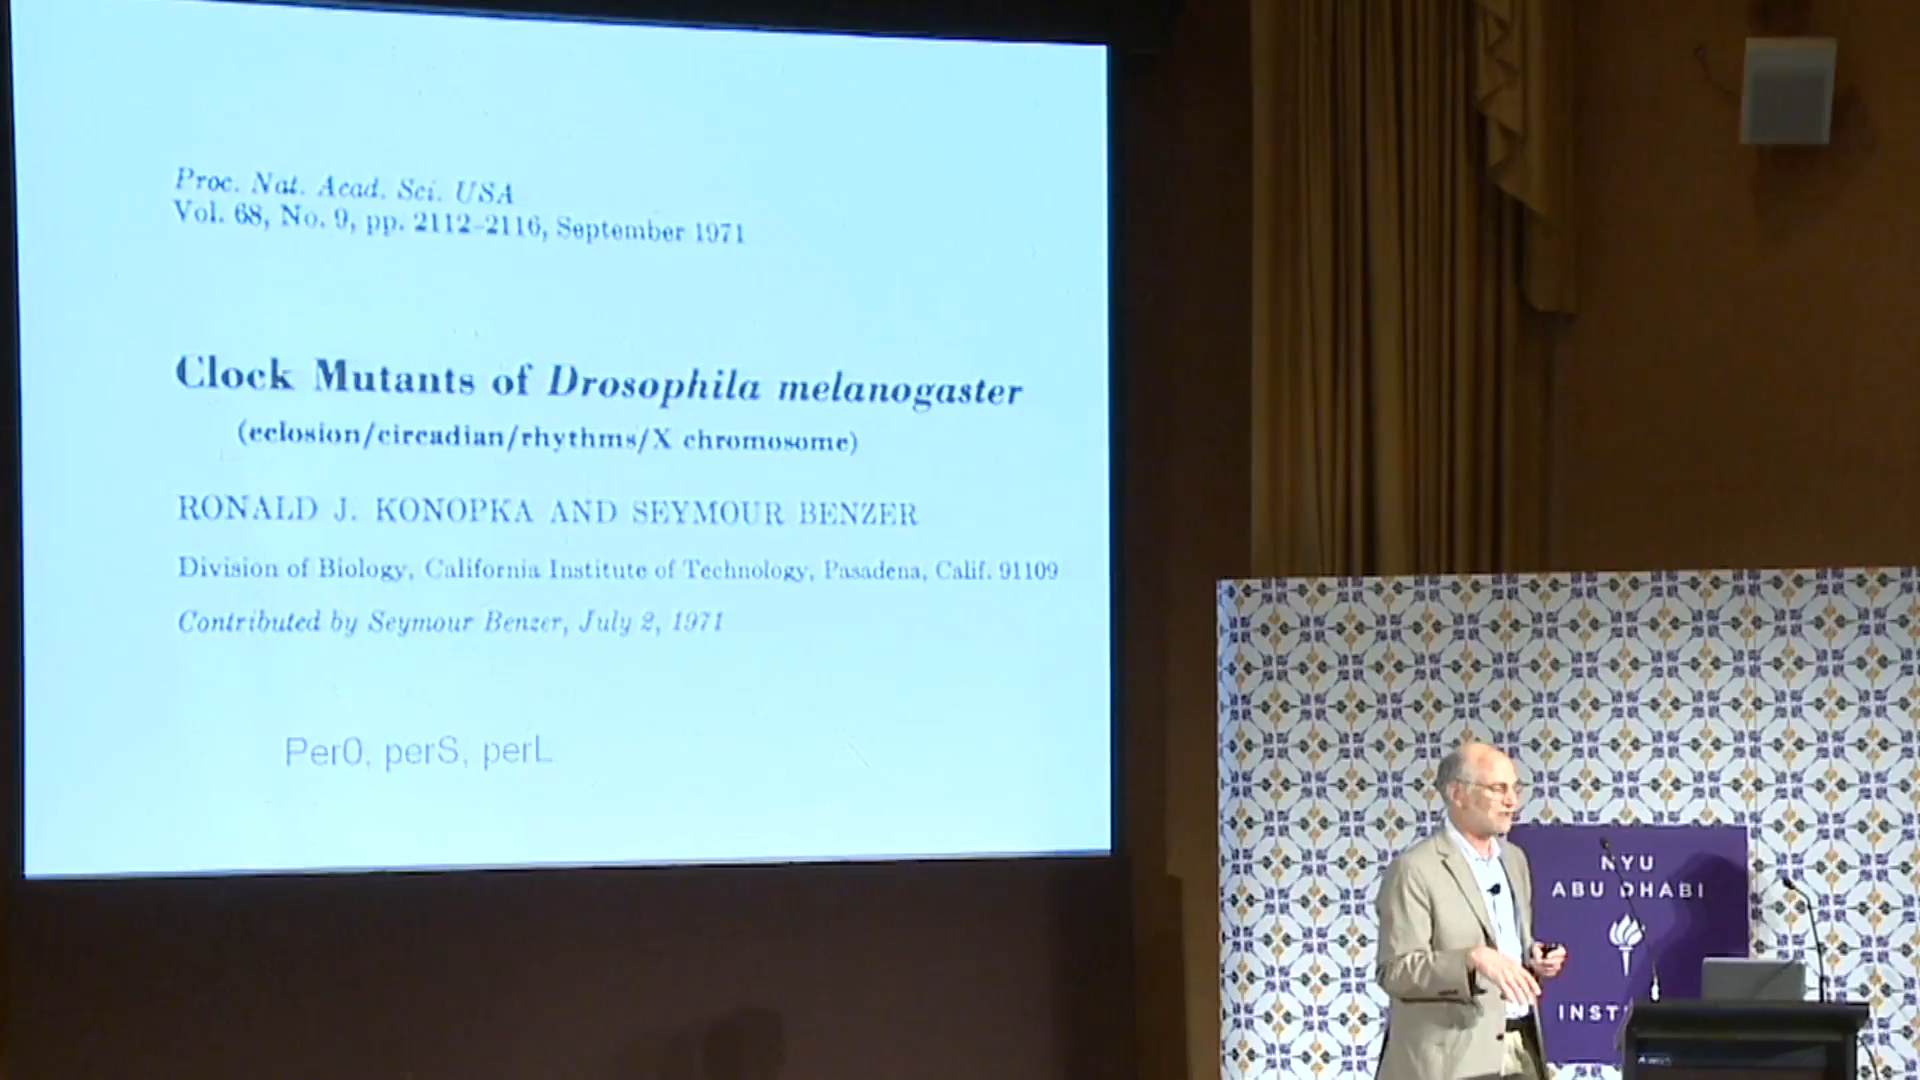 Proc. Nat. Acad. Sci. USA
Vol. 68, No. 9, pp. 2112–2116, September 1971
Clock Mutants of Drosophila melanogaster
(eclosion/circadian/rhythms/X chromosome)
RONALD J. KONOPKA AND SEYMOUR BENZER
Division of Biology, California Institute of Technology, Pasadena, Calif. 91109
Contributed by Seymour Benzer, July 2, 1971
Per0, perS, perL
NYU
ABU DHABI
INST